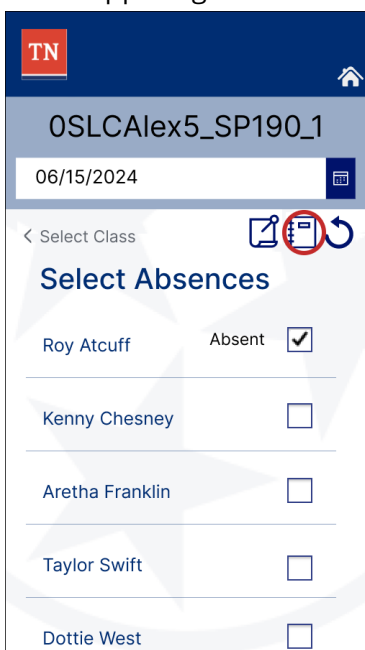 TN
0SLCAlex5_SP190_1
06/15/2024
Select Class
Select Absences
Roy Atcuff Absent
Kenny Chesney
Aretha Franklin
Taylor Swift
Dottie West